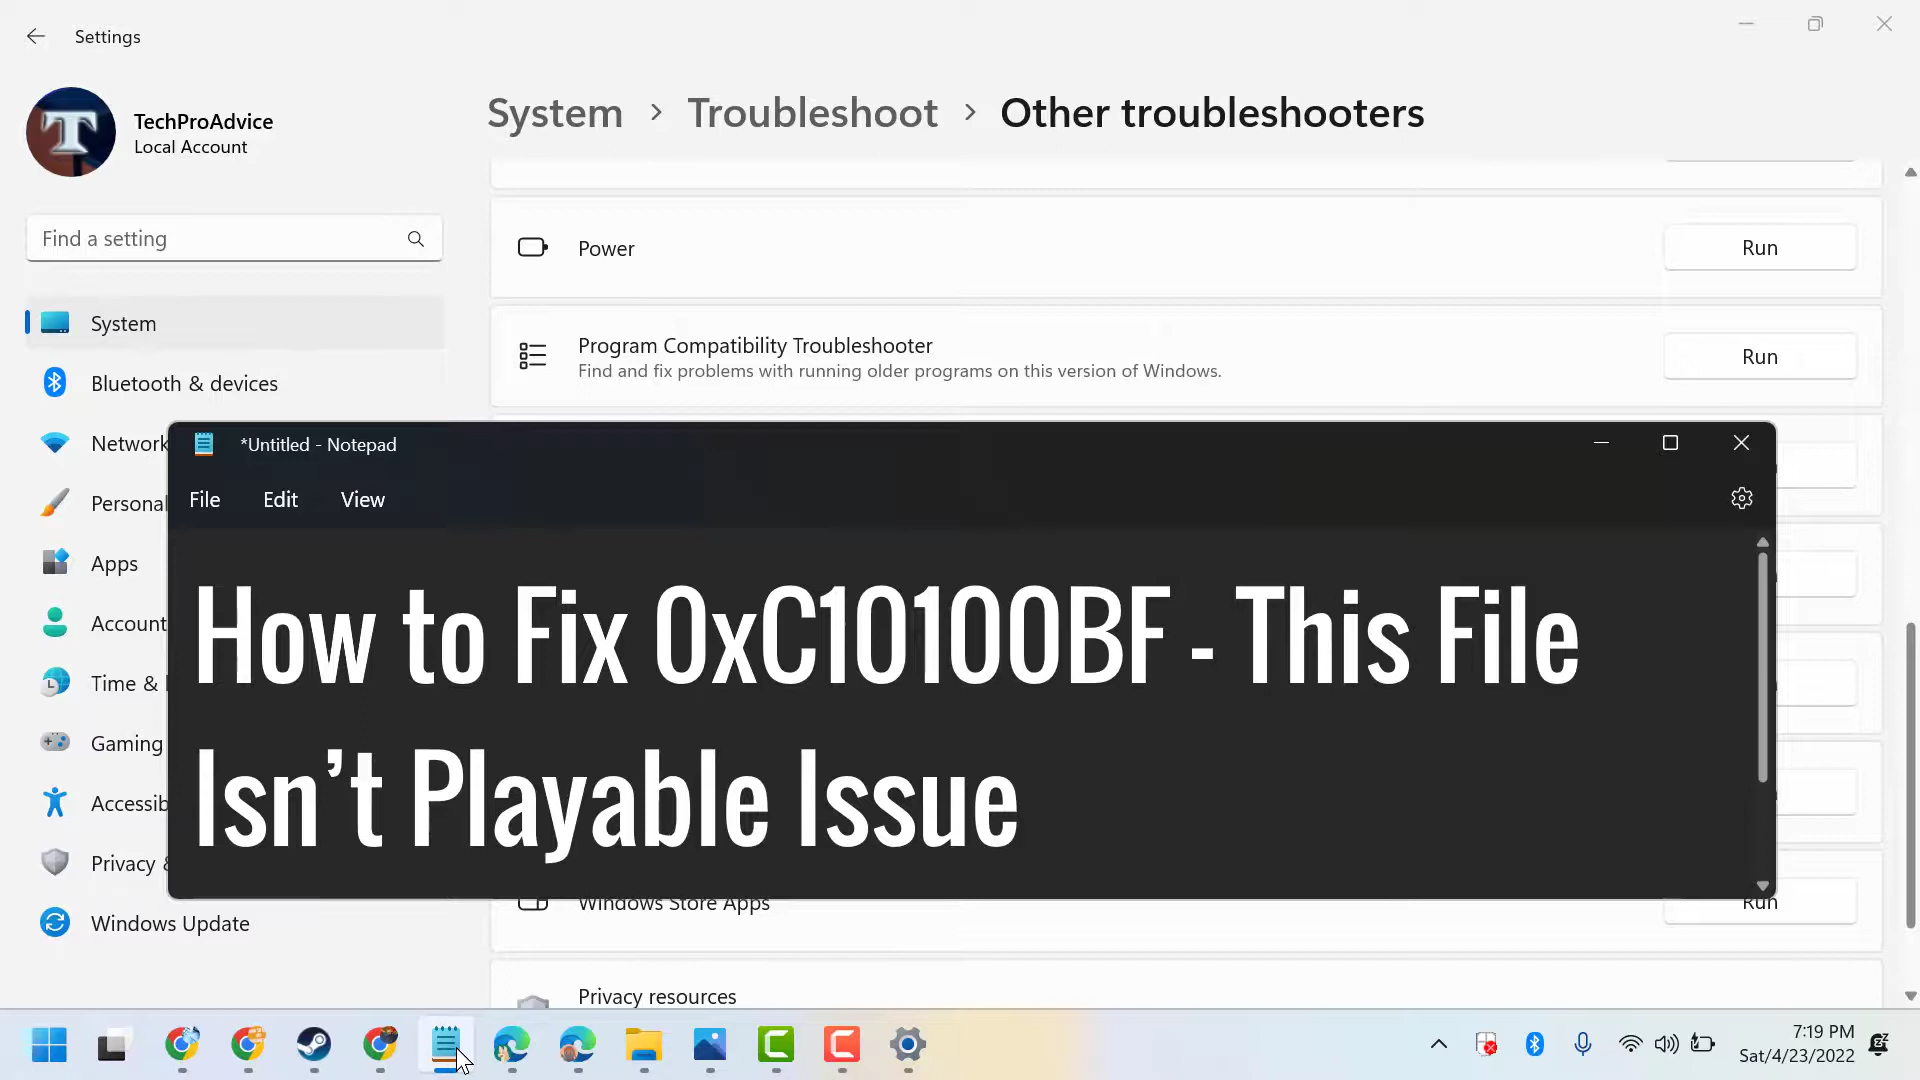 Settings
TechProAdvice
Local Account
Find a setting
System
Bluetooth & devices
Network
Personal
Apps
Account
Time &
Gaming
Accessib
Privacy &
Windows Update
System > Troubleshoot > Other troubleshooters
Power
Run
Program Compatibility Troubleshooter
Find and fix problems with running older programs on this version of Windows.
Run
*Untitled - Notepad
File Edit View
How to Fix 0xC10100BF - This File
Isn't Playable Issue
Windows Store Apps
Run
Privacy resources
7:19 PM
Sat/4/23/2022